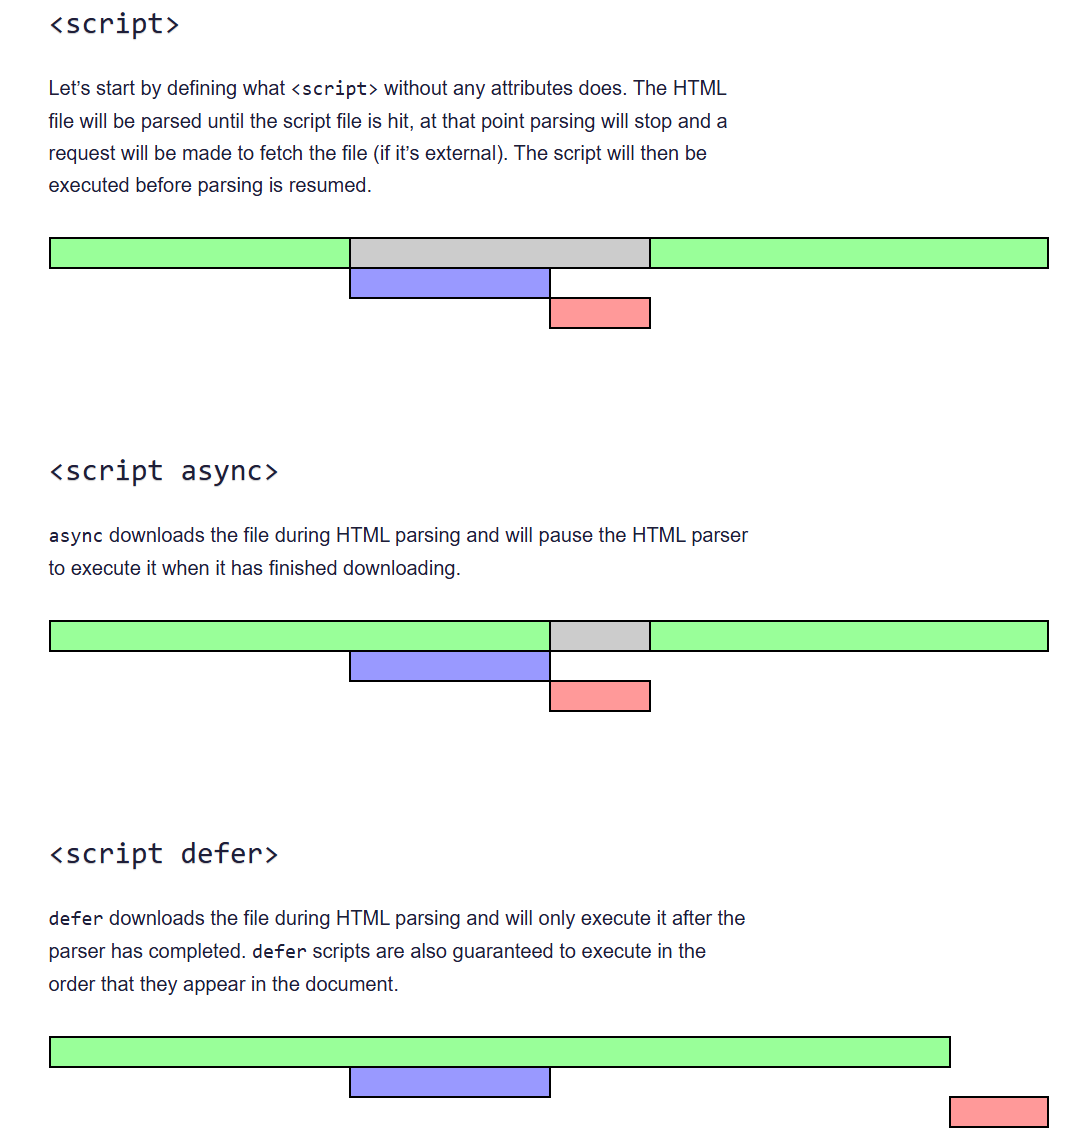 <script>
Let’s start by defining what <script> without any attributes does. The HTML
file will be parsed until the script file is hit, at that point parsing will stop and a
request will be made to fetch the file (if it’s external). The script will then be
executed before parsing is resumed.
<script async>
async downloads the file during HTML parsing and will pause the HTML parser
to execute it when it has finished downloading.
<script defer>
defer downloads the file during HTML parsing and will only execute it after the
parser has completed. defer scripts are also guaranteed to execute in the
order that they appear in the document.